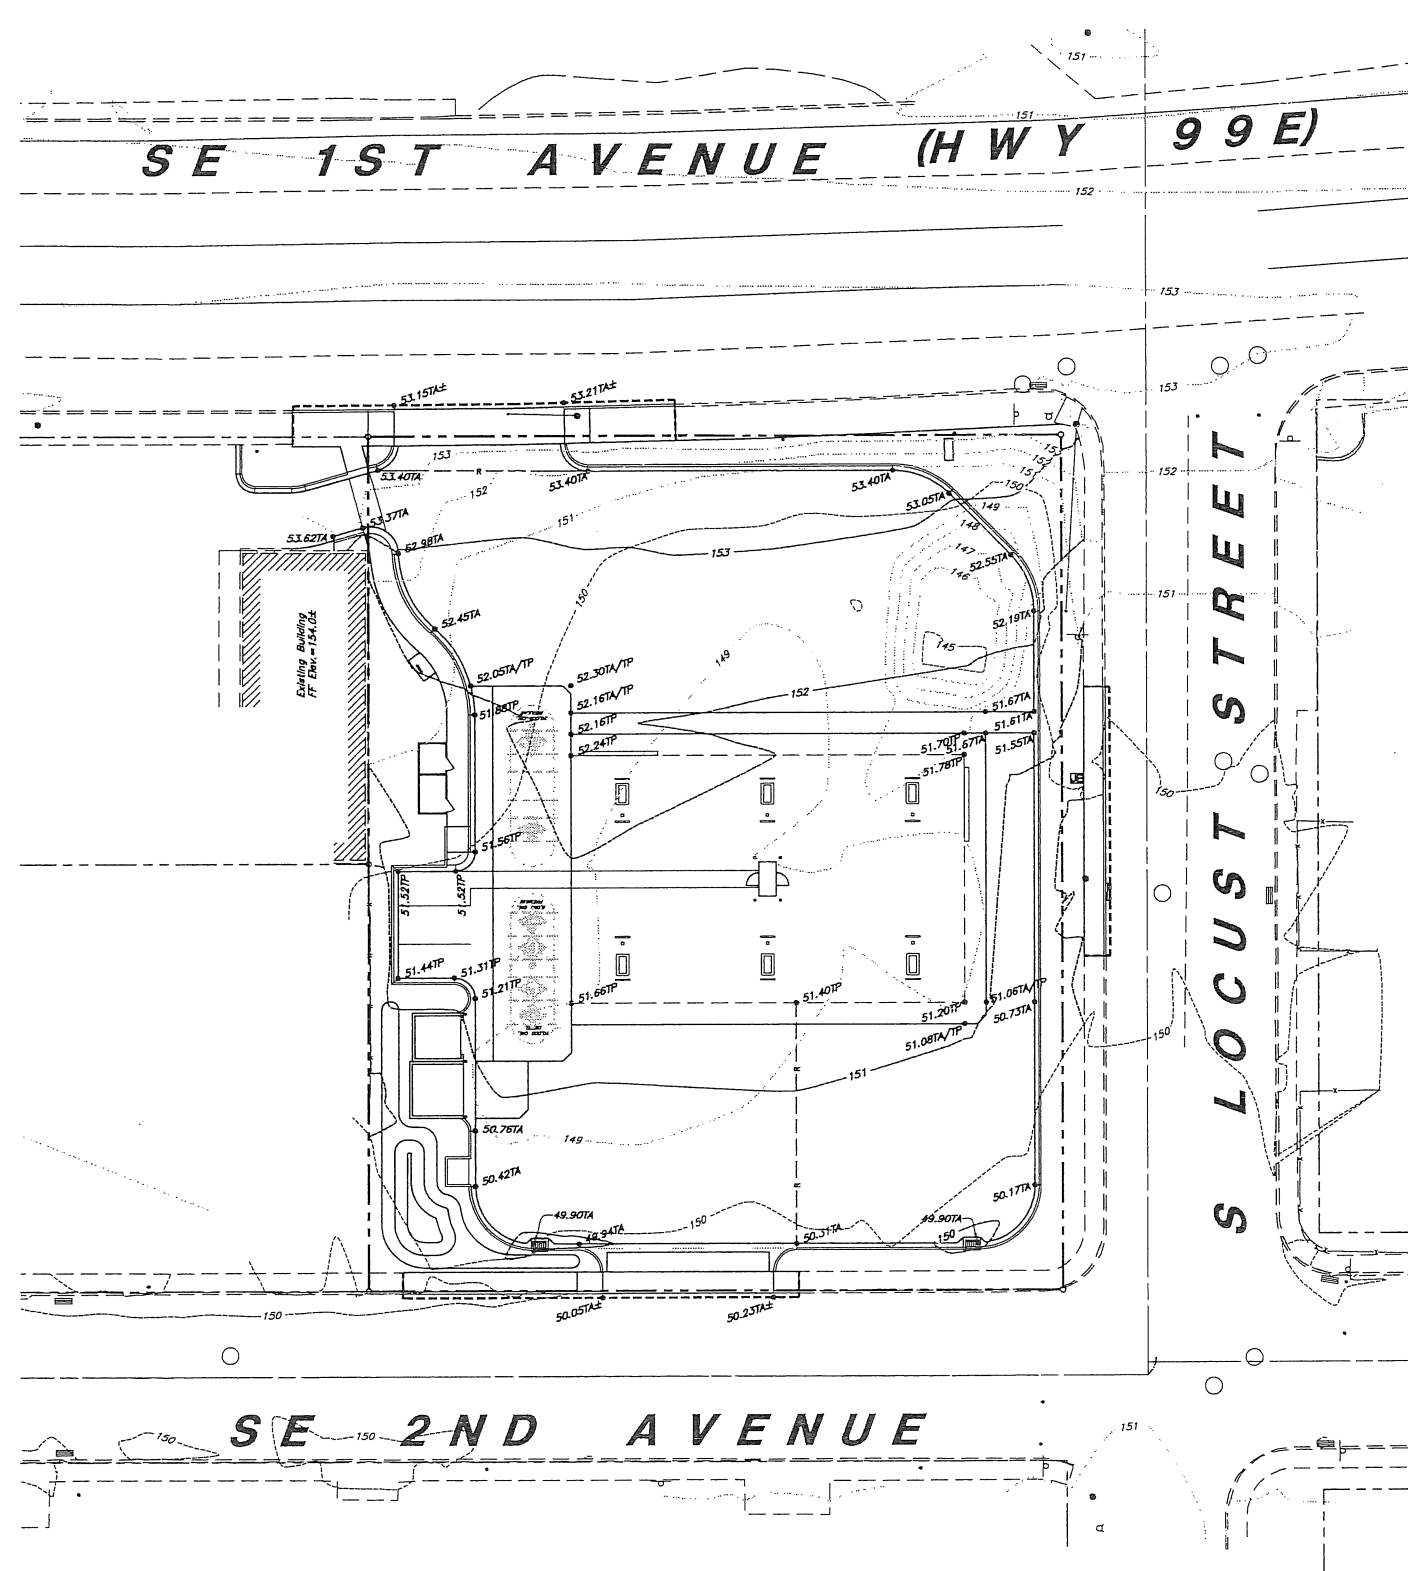 151
151
SE 1ST AVENUE (HWY 99E)
152
153
153
53.15TA±
53.21TA±
153
53.40TA
R
53.40TA
53.40TA
152
152
151
150
149
53.05TA
148
151
53.37TA
53.62TA
52.98TA
153
147
52.55TA
146
150
151
Existing Building
FF Elev.=154.0±
52.45TA
52.19TA
145
149
52.05TA/TP
52.30TA/TP
152
51.88TP
52.16TA/TP
51.67TA
52.16TP
51.61TA
52.24TP
51.70TP
51.67TA
51.55TA
51.78TP
150
51.56TP
51.52TP
51.52TP
51.44TP
51.31TP
51.21TP
51.66TP
51.40TP
51.20TP
51.06TA/TP
50.73TA
51.08TA/TP
150
R
151
50.76TA
149
50.42TA
R
50.17TA
49.90TA
150
49.94TA
50.31TA
49.90TA
150
150
50.05TA±
50.23TA±
S LOCUST STREET
SE 2ND AVENUE
150
150
151